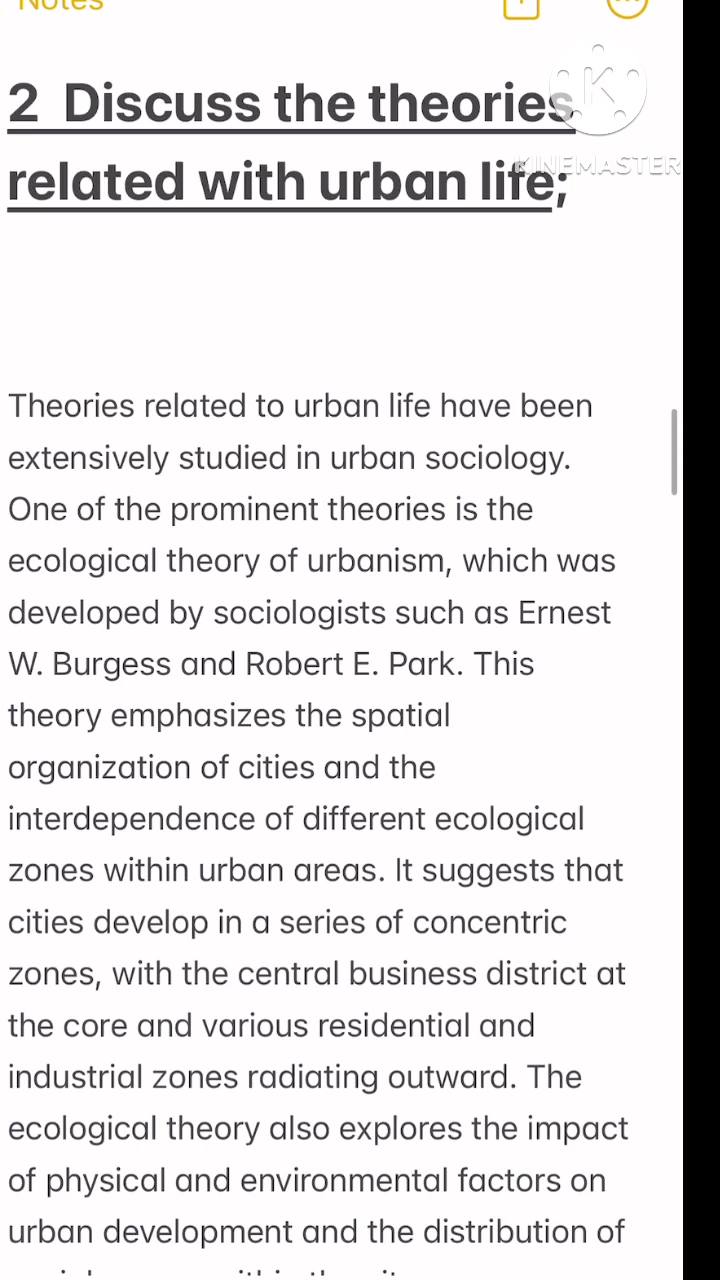 Notes
2 Discuss the theories
KINEMASTER
related with urban life;
Theories related to urban life have been
extensively studied in urban sociology.
One of the prominent theories is the
ecological theory of urbanism, which was
developed by sociologists such as Ernest
W. Burgess and Robert E. Park. This
theory emphasizes the spatial
organization of cities and the
interdependence of different ecological
zones within urban areas. It suggests that
cities develop in a series of concentric
zones, with the central business district at
the core and various residential and
industrial zones radiating outward. The
ecological theory also explores the impact
of physical and environmental factors on
urban development and the distribution of